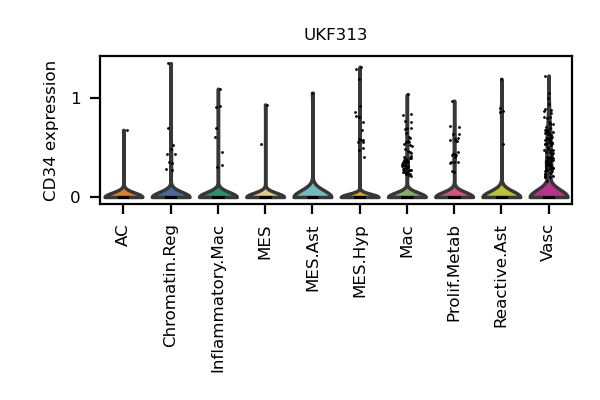 UKF313
CD34 expression
1
0
AC
Chromatin.Reg
Inflammatory.Mac
MES
MES.Ast
MES.Hyp
Mac
Prolif.Metab
Reactive.Ast
Vasc